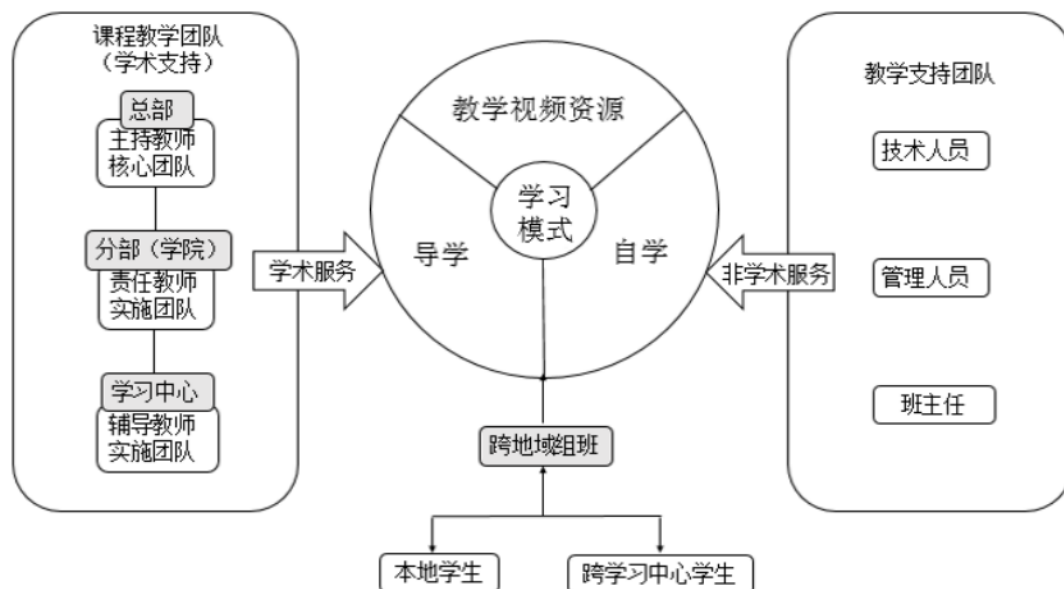 课程教学团队
（学术支持）
总部
主持教师
核心团队
分部（学院）
责任教师
实施团队
学习中心
辅导教师
实施团队
学术服务
教学视频资源
学习
模式
导学
自学
非学术服务
教学支持团队
技术人员
管理人员
班主任
跨地域组班
本地学生
跨学习中心学生